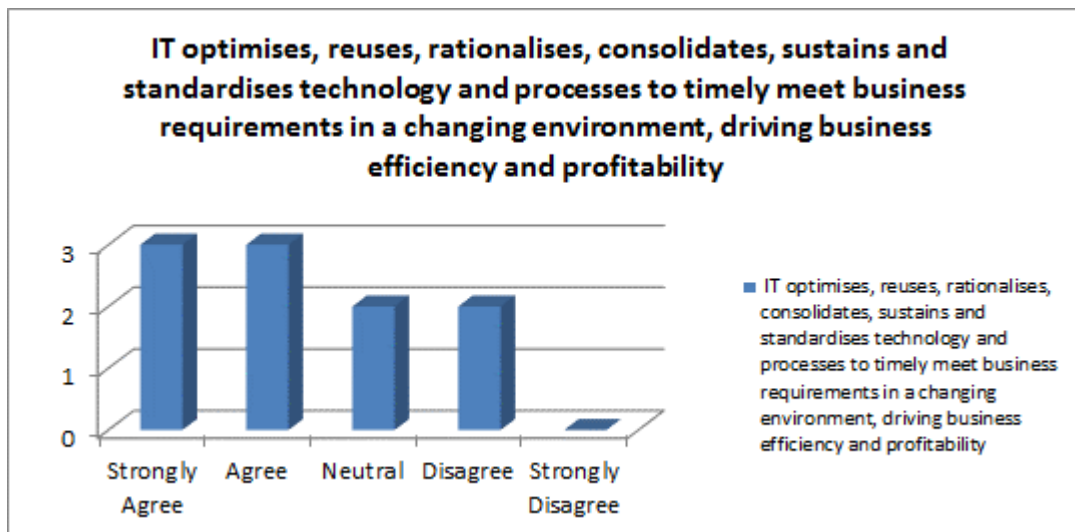 IT optimises, reuses, rationalises, consolidates, sustains and
standardises technology and processes to timely meet business
requirements in a changing environment, driving business
efficiency and profitability
3
2
1
0
Strongly Agree
Agree
Neutral
Disagree
Strongly Disagree
IT optimises, reuses, rationalises,
consolidates, sustains and
standardises technology and
processes to timely meet business
requirements in a changing
environment, driving business
efficiency and profitability